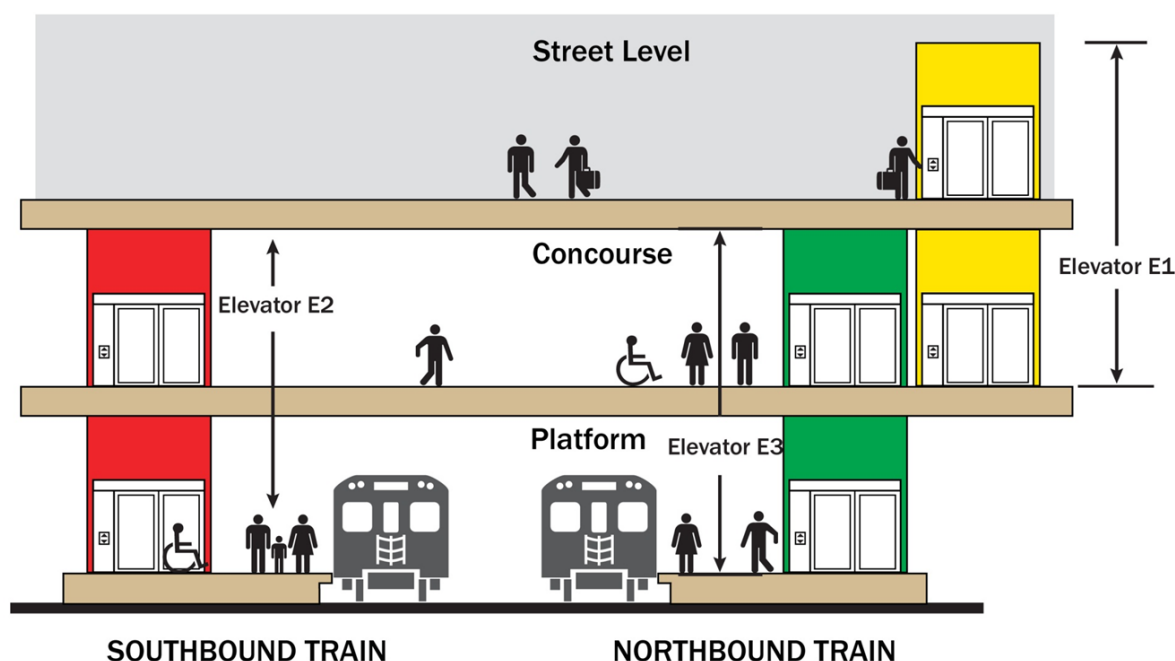 Street Level
Concourse
Elevator E1
Elevator E2
Platform
Elevator E3
SOUTHBOUND TRAIN
NORTHBOUND TRAIN